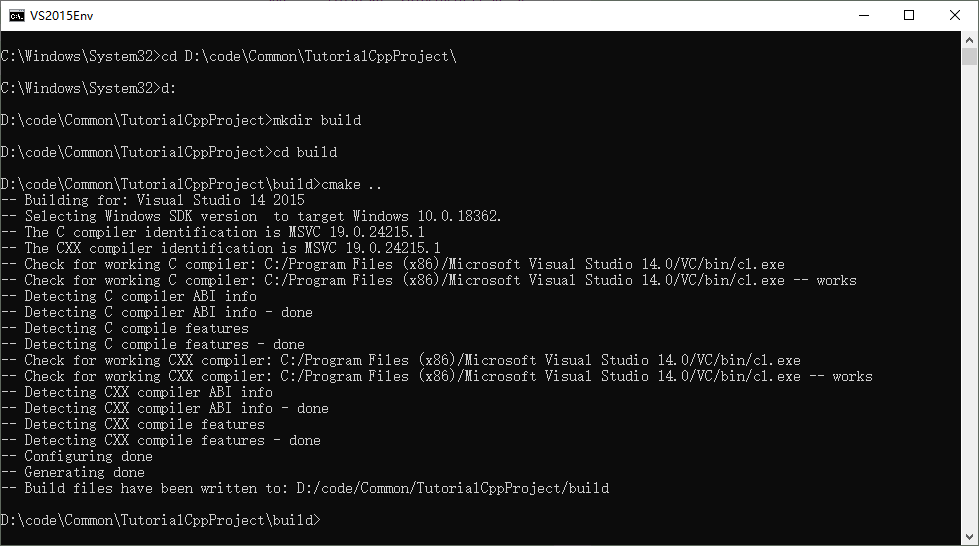 VS2015Env
C:\Windows\System32>cd D:\code\Common\TutorialCppProject\
C:\Windows\System32>d:
D:\code\Common\TutorialCppProject>mkdir build
D:\code\Common\TutorialCppProject>cd build
D:\code\Common\TutorialCppProject\build>cmake ..
-- Building for: Visual Studio 14 2015
-- Selecting Windows SDK version  to target Windows 10.0.18362.
-- The C compiler identification is MSVC 19.0.24215.1
-- The CXX compiler identification is MSVC 19.0.24215.1
-- Check for working C compiler: C:/Program Files (x86)/Microsoft Visual Studio 14.0/VC/bin/cl.exe
-- Check for working C compiler: C:/Program Files (x86)/Microsoft Visual Studio 14.0/VC/bin/cl.exe -- works
-- Detecting C compiler ABI info
-- Detecting C compiler ABI info - done
-- Detecting C compile features
-- Detecting C compile features - done
-- Check for working CXX compiler: C:/Program Files (x86)/Microsoft Visual Studio 14.0/VC/bin/cl.exe
-- Check for working CXX compiler: C:/Program Files (x86)/Microsoft Visual Studio 14.0/VC/bin/cl.exe -- works
-- Detecting CXX compiler ABI info
-- Detecting CXX compiler ABI info - done
-- Detecting CXX compile features
-- Detecting CXX compile features - done
-- Configuring done
-- Generating done
-- Build files have been written to: D:/code/Common/TutorialCppProject/build
D:\code\Common\TutorialCppProject\build>